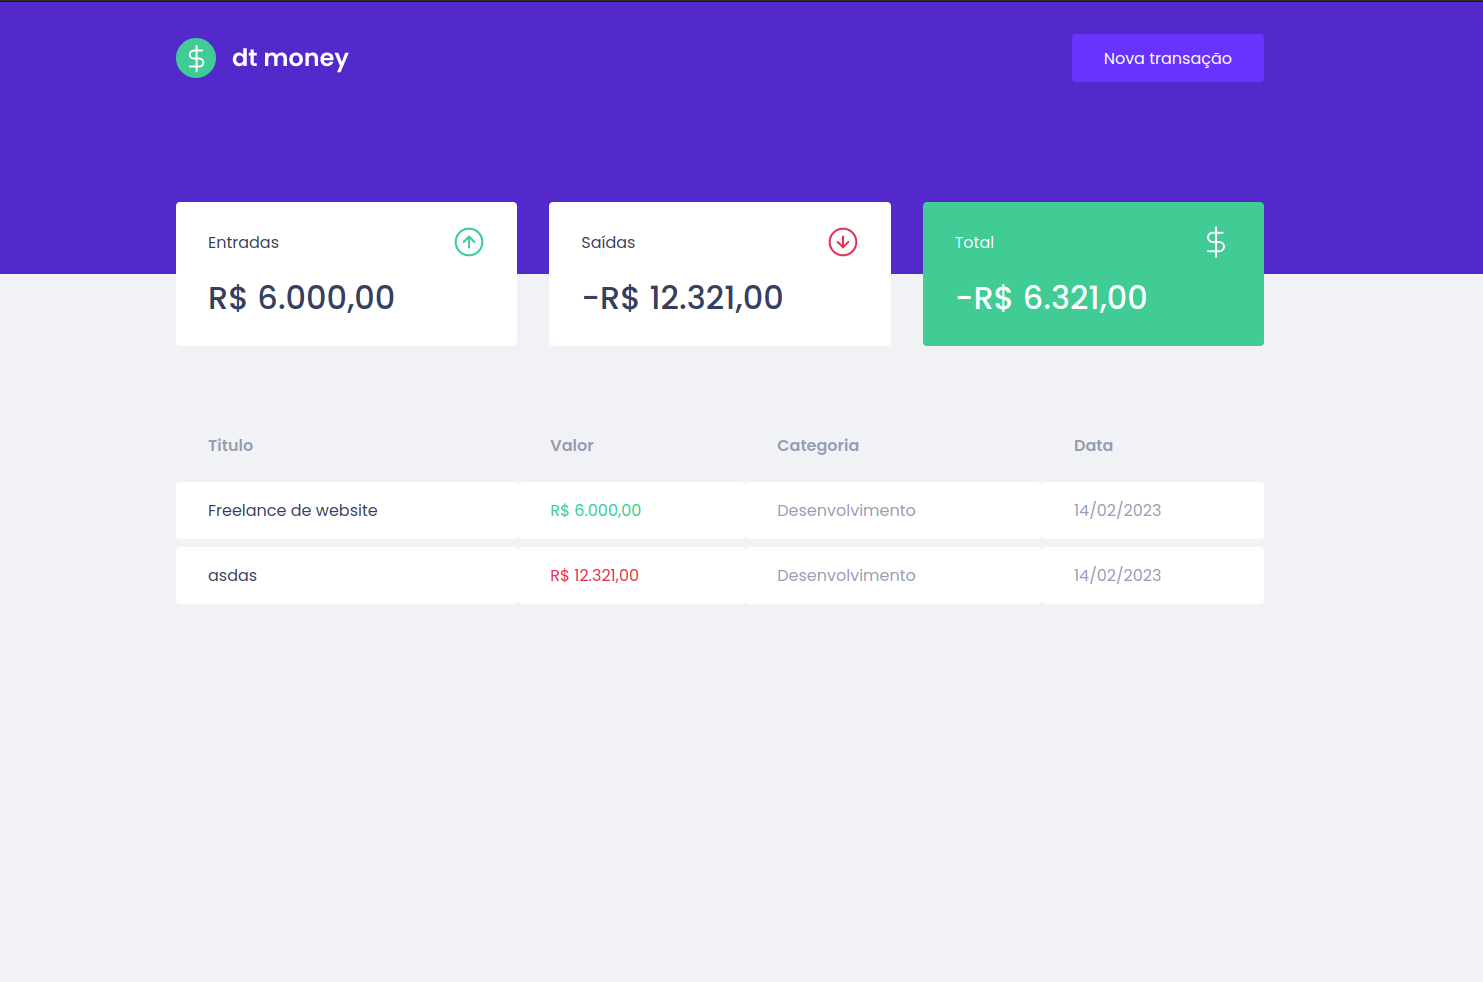 $ dt money
Nova transação
Entradas
R$ 6.000,00
Saídas
-R$ 12.321,00
Total $
-R$ 6.321,00
Titulo Valor Categoria Data
Freelance de website R$ 6.000,00 Desenvolvimento 14/02/2023
asdas R$ 12.321,00 Desenvolvimento 14/02/2023